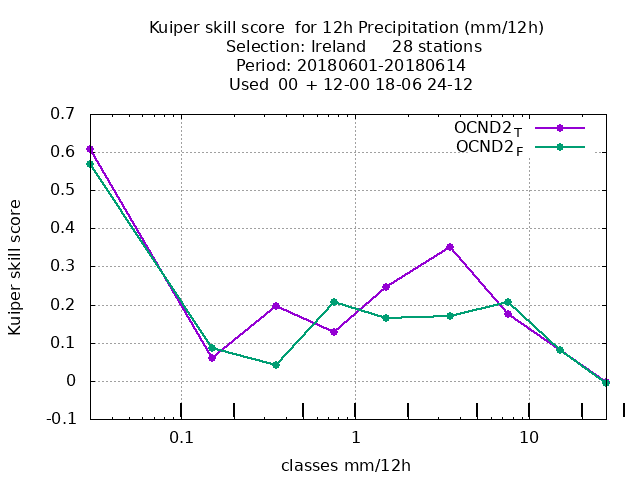 Kuiper skill score  for 12h Precipitation (mm/12h)
Selection: Ireland     28 stations
Period: 20180601-20180614
Used  00 + 12-00 18-06 24-12
OCND2T
OCND2F
0.7
0.6
0.5
0.4
0.3
0.2
0.1
0
-0.1
Kuiper skill score
0.1
1
10
classes mm/12h